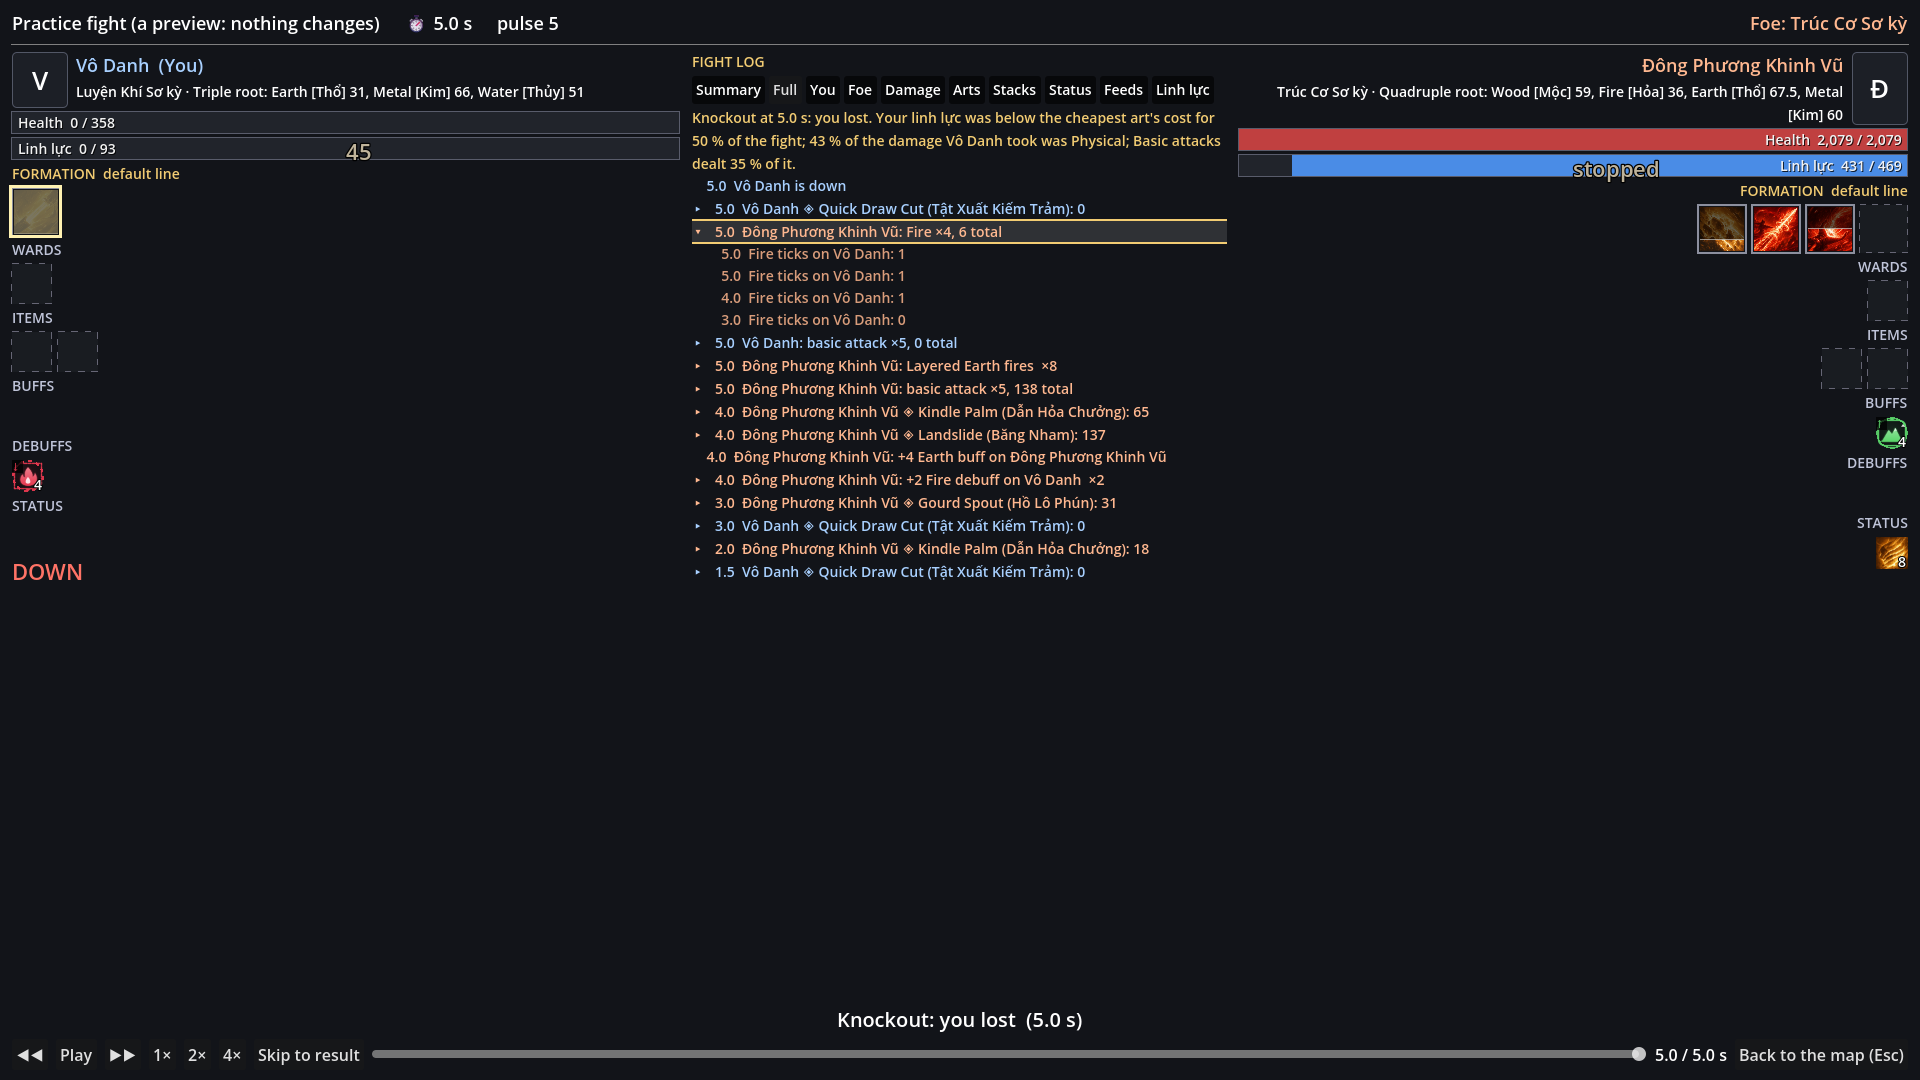 Practice fight (a preview: nothing changes) 5.0 s pulse 5 Foe: Trúc Cơ Sơ kỳ
V
Vô Danh (You)
Luyện Khí Sơ kỳ · Triple root: Earth [Thổ] 31, Metal [Kim] 66, Water [Thủy] 51
Health 0 / 358
Linh lực 0 / 93
45
FORMATION default line
WARDS
ITEMS
BUFFS
DEBUFFS
4
STATUS
DOWN
FIGHT LOG
Summary Full You Foe Damage Arts Stacks Status Feeds Linh lực
Knockout at 5.0 s: you lost. Your linh lực was below the cheapest art's cost for
50 % of the fight; 43 % of the damage Vô Danh took was Physical; Basic attacks
dealt 35 % of it.
5.0 Vô Danh is down
▸ 5.0 Vô Danh ◈ Quick Draw Cut (Tật Xuất Kiếm Trảm): 0
▾ 5.0 Đông Phương Khinh Vũ: Fire ×4, 6 total
5.0 Fire ticks on Vô Danh: 1
5.0 Fire ticks on Vô Danh: 1
4.0 Fire ticks on Vô Danh: 1
3.0 Fire ticks on Vô Danh: 0
▸ 5.0 Vô Danh: basic attack ×5, 0 total
▸ 5.0 Đông Phương Khinh Vũ: Layered Earth fires ×8
▸ 5.0 Đông Phương Khinh Vũ: basic attack ×5, 138 total
▸ 4.0 Đông Phương Khinh Vũ ◈ Kindle Palm (Dẫn Hỏa Chưởng): 65
▸ 4.0 Đông Phương Khinh Vũ ◈ Landslide (Băng Nham): 137
4.0 Đông Phương Khinh Vũ: +4 Earth buff on Đông Phương Khinh Vũ
▸ 4.0 Đông Phương Khinh Vũ: +2 Fire debuff on Vô Danh ×2
▸ 3.0 Đông Phương Khinh Vũ ◈ Gourd Spout (Hồ Lô Phún): 31
▸ 3.0 Vô Danh ◈ Quick Draw Cut (Tật Xuất Kiếm Trảm): 0
▸ 2.0 Đông Phương Khinh Vũ ◈ Kindle Palm (Dẫn Hỏa Chưởng): 18
▸ 1.5 Vô Danh ◈ Quick Draw Cut (Tật Xuất Kiếm Trảm): 0
Đông Phương Khinh Vũ
Đ
Trúc Cơ Sơ kỳ · Quadruple root: Wood [Mộc] 59, Fire [Hỏa] 36, Earth [Thổ] 67.5, Metal
[Kim] 60
Health 2,079 / 2,079
stopped
Linh lực 431 / 469
FORMATION default line
WARDS
ITEMS
BUFFS
4
DEBUFFS
STATUS
8
Knockout: you lost (5.0 s)
◀◀ Play ▶▶ 1× 2× 4× Skip to result 5.0 / 5.0 s Back to the map (Esc)